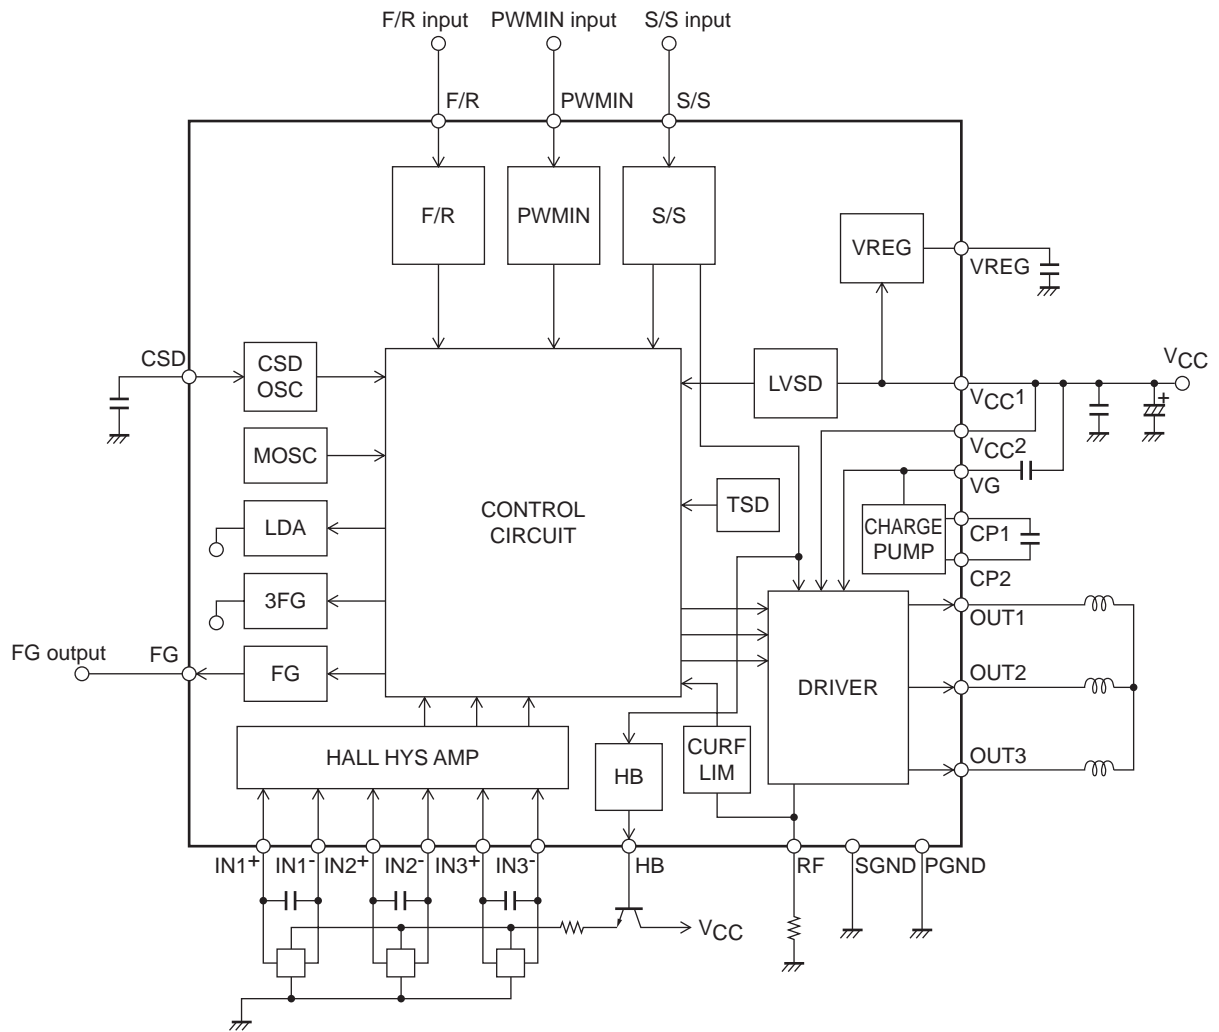 F/R input
PWMIN input
S/S input
F/R
PWMIN
S/S
F/R
PWMIN
S/S
VREG
VREG
CSD
CSD
OSC
LVSD
VCC
VCC1
VCC2
MOSC
VG
CONTROL
CIRCUIT
TSD
LDA
CHARGE
PUMP
CP1
CP2
3FG
OUT1
FG output
FG
FG
DRIVER
OUT2
HALL HYS AMP
HB
CURF
LIM
OUT3
IN1+
IN1-
IN2+
IN2-
IN3+
IN3-
HB
RF
SGND
PGND
VCC
+